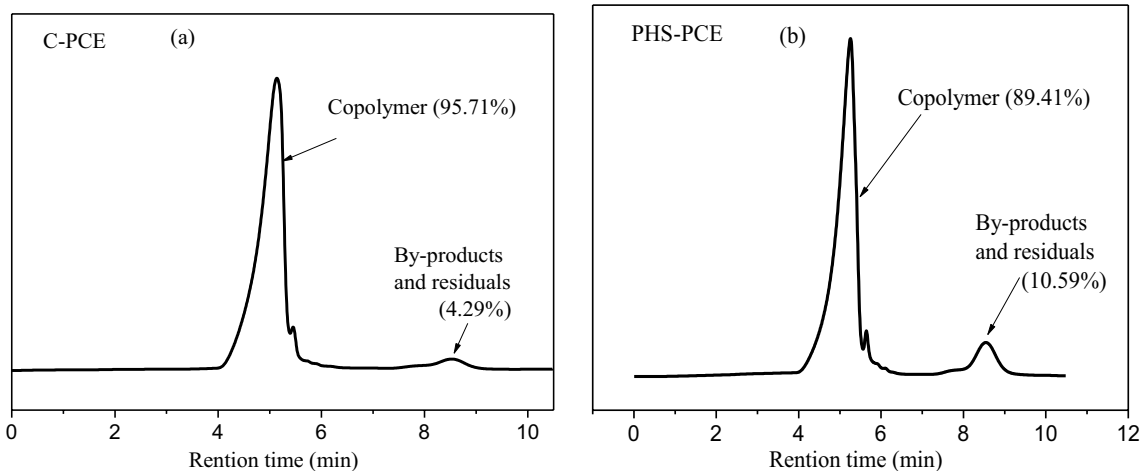 C-PCE
(a)
Copolymer (95.71%)
By-products
and residuals
(4.29%)
0 2 4 6 8 10
Rention time (min)
PHS-PCE
(b)
Copolymer (89.41%)
By-products
and residuals
(10.59%)
0 2 4 6 8 10 12
Rention time (min)